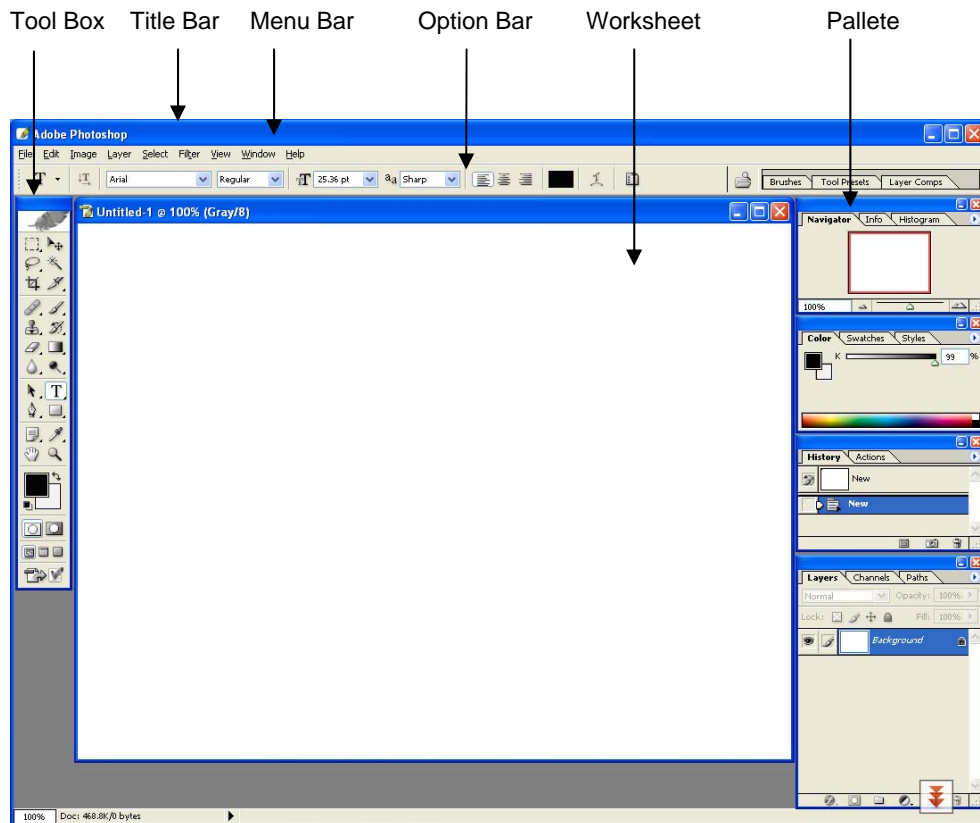 Tool Box Title Bar Menu Bar Option Bar Worksheet Pallete
Adobe Photoshop
File Edit Image Layer Select Filter View Window Help
T T Arial Regular T 25.36 pt aa Sharp Brushes Tool Presets Layer Comps
Untitled-1 @ 100% (Gray/8)
Navigator Info Histogram
100%
Color Swatches Styles
K 99 %
T
History Actions
New
New
Layers Channels Paths
Normal Opacity: 100%
Lock: Fill: 100%
Background
100% Doc: 468.8K/0 bytes